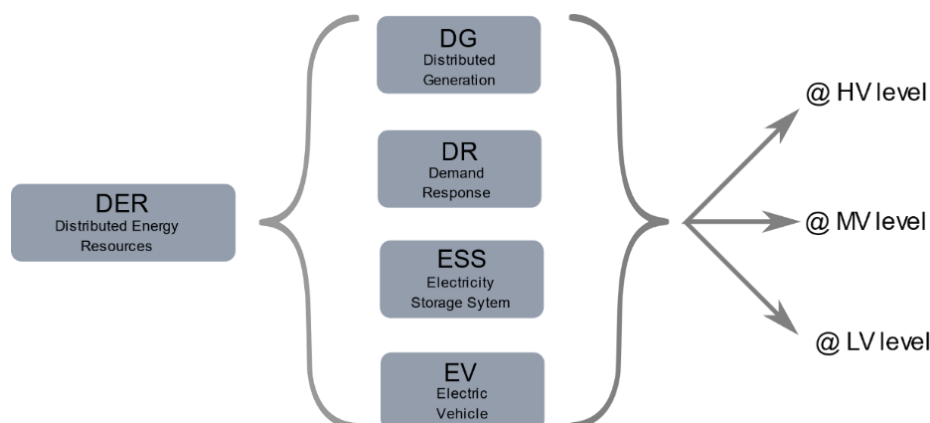 DER
Distributed Energy
Resources
DG
Distributed
Generation
DR
Demand
Response
ESS
Electricity
Storage Sytem
EV
Electric
Vehicle
@ HV level
@ MV level
@ LV level